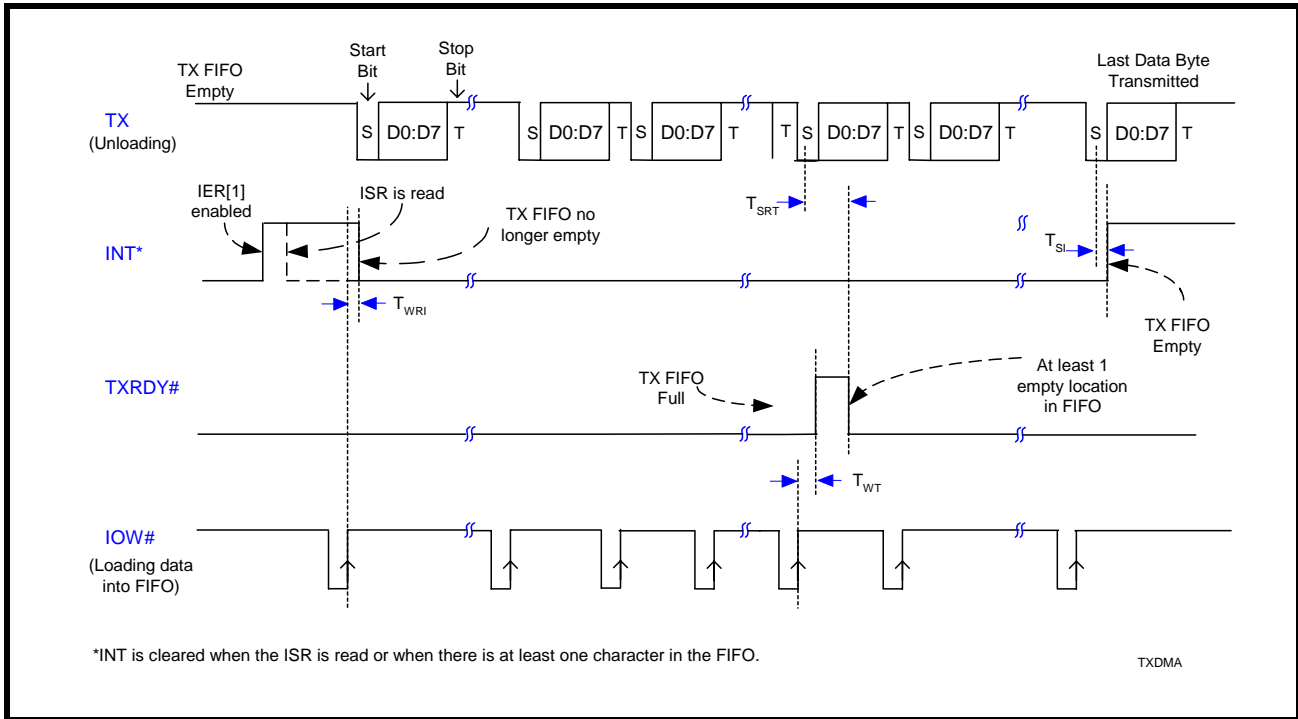 TX FIFO
Empty
Start
Bit
Stop
Bit
Last Data Byte
Transmitted
TX
(Unloading)
S D0:D7 T S D0:D7 T S D0:D7 T T S D0:D7 T S D0:D7 T S D0:D7 T
IER[1]
enabled
ISR is read
TX FIFO no
longer empty
TSRT
TSI
INT*
TWRI
TX FIFO
Empty
TXRDY#
TX FIFO
Full
At least 1
empty location
in FIFO
TWT
IOW#
(Loading data
into FIFO)
*INT is cleared when the ISR is read or when there is at least one character in the FIFO.
TXDMA